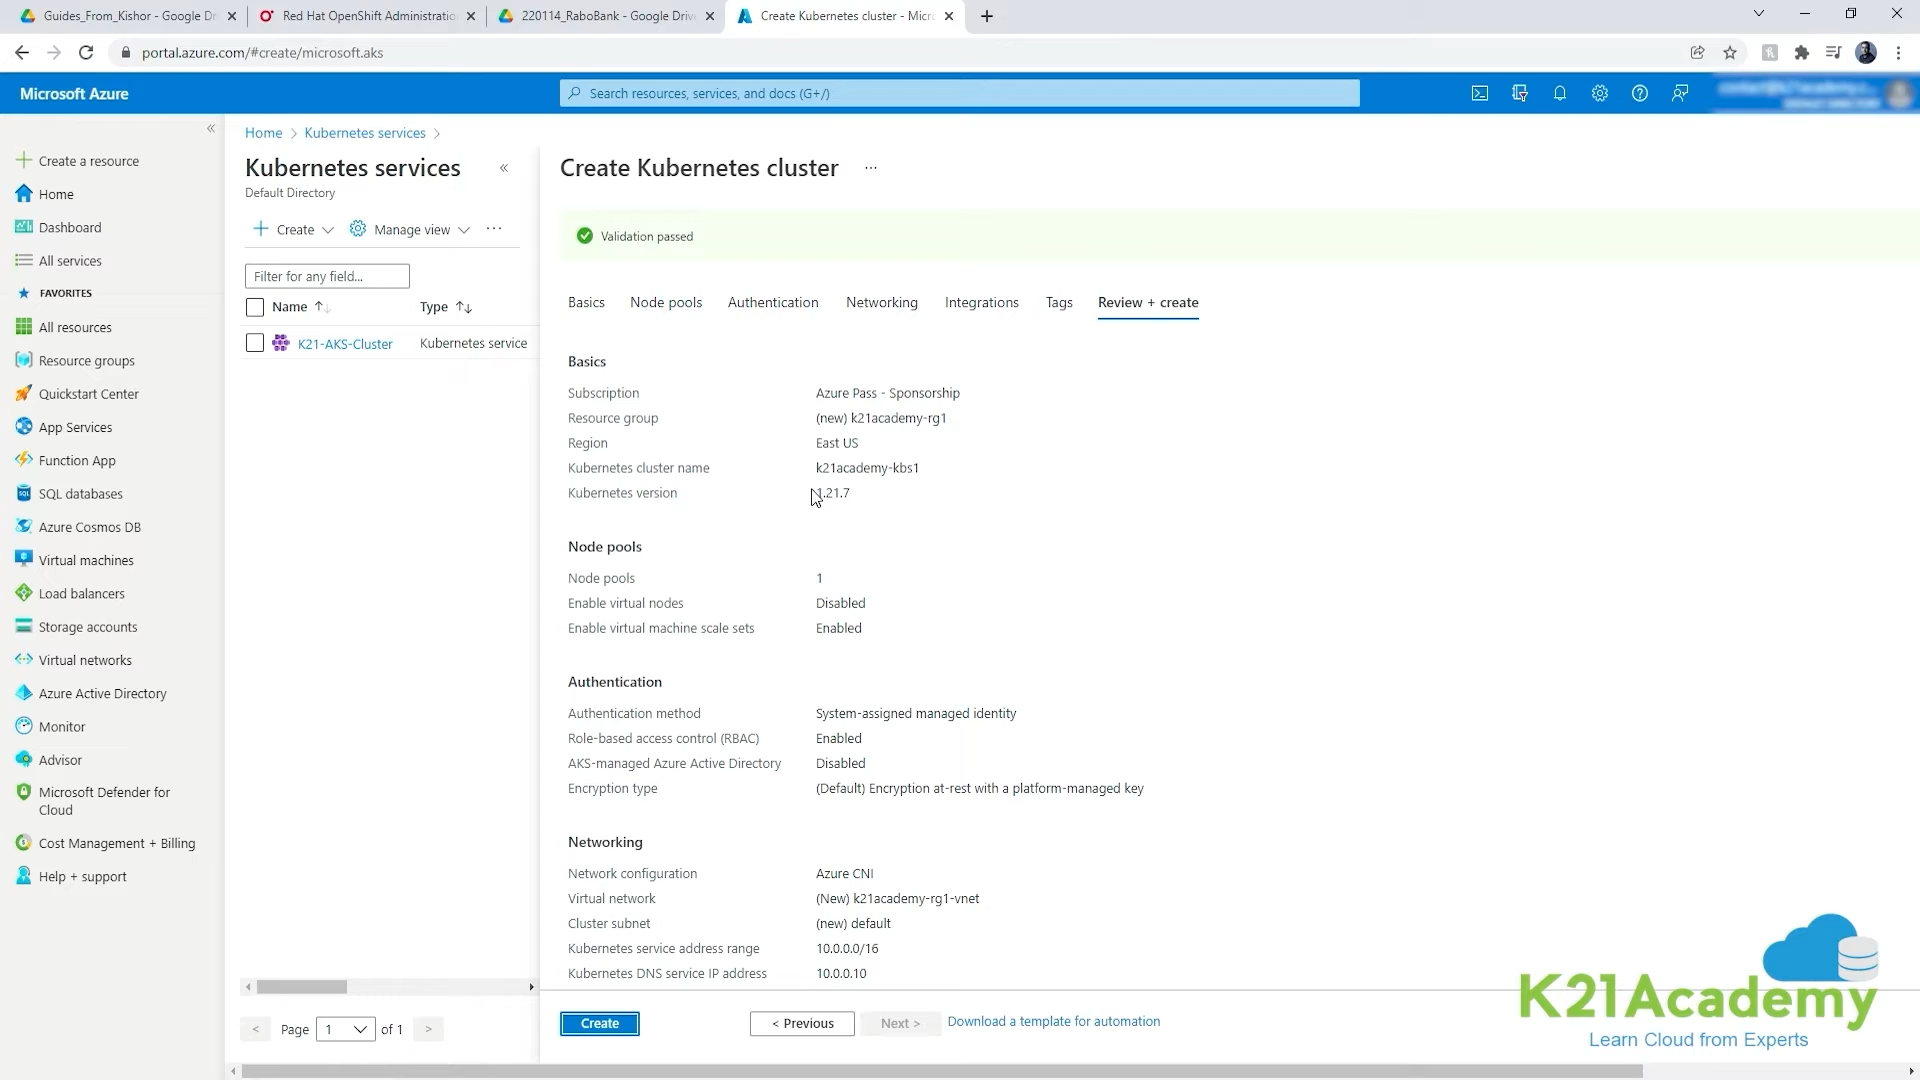 Guides_From_Kishor - Google Dri
Red Hat OpenShift Administratio
220114_RaboBank - Google Drive
Create Kubernetes cluster - Micro
portal.azure.com/#create/microsoft.aks
Microsoft Azure
Search resources, services, and docs (G+/)
Create a resource
Home
Dashboard
All services
FAVORITES
All resources
Resource groups
Quickstart Center
App Services
Function App
SQL databases
Azure Cosmos DB
Virtual machines
Load balancers
Storage accounts
Virtual networks
Azure Active Directory
Monitor
Advisor
Microsoft Defender for
Cloud
Cost Management + Billing
Help + support
Home > Kubernetes services >
Kubernetes services
Default Directory
Create
Manage view
Filter for any field...
Name
Type
K21-AKS-Cluster
Kubernetes service
< Page 1 of 1 >
Create Kubernetes cluster
Validation passed
Basics
Node pools
Authentication
Networking
Integrations
Tags
Review + create
Basics
Subscription Azure Pass - Sponsorship
Resource group (new) k21academy-rg1
Region East US
Kubernetes cluster name k21academy-kbs1
Kubernetes version 1.21.7
Node pools
Node pools 1
Enable virtual nodes Disabled
Enable virtual machine scale sets Enabled
Authentication
Authentication method System-assigned managed identity
Role-based access control (RBAC) Enabled
AKS-managed Azure Active Directory Disabled
Encryption type (Default) Encryption at-rest with a platform-managed key
Networking
Network configuration Azure CNI
Virtual network (New) k21academy-rg1-vnet
Cluster subnet (new) default
Kubernetes service address range 10.0.0.0/16
Kubernetes DNS service IP address 10.0.0.10
Create
< Previous
Next >
Download a template for automation
K21Academy
Learn Cloud from Experts